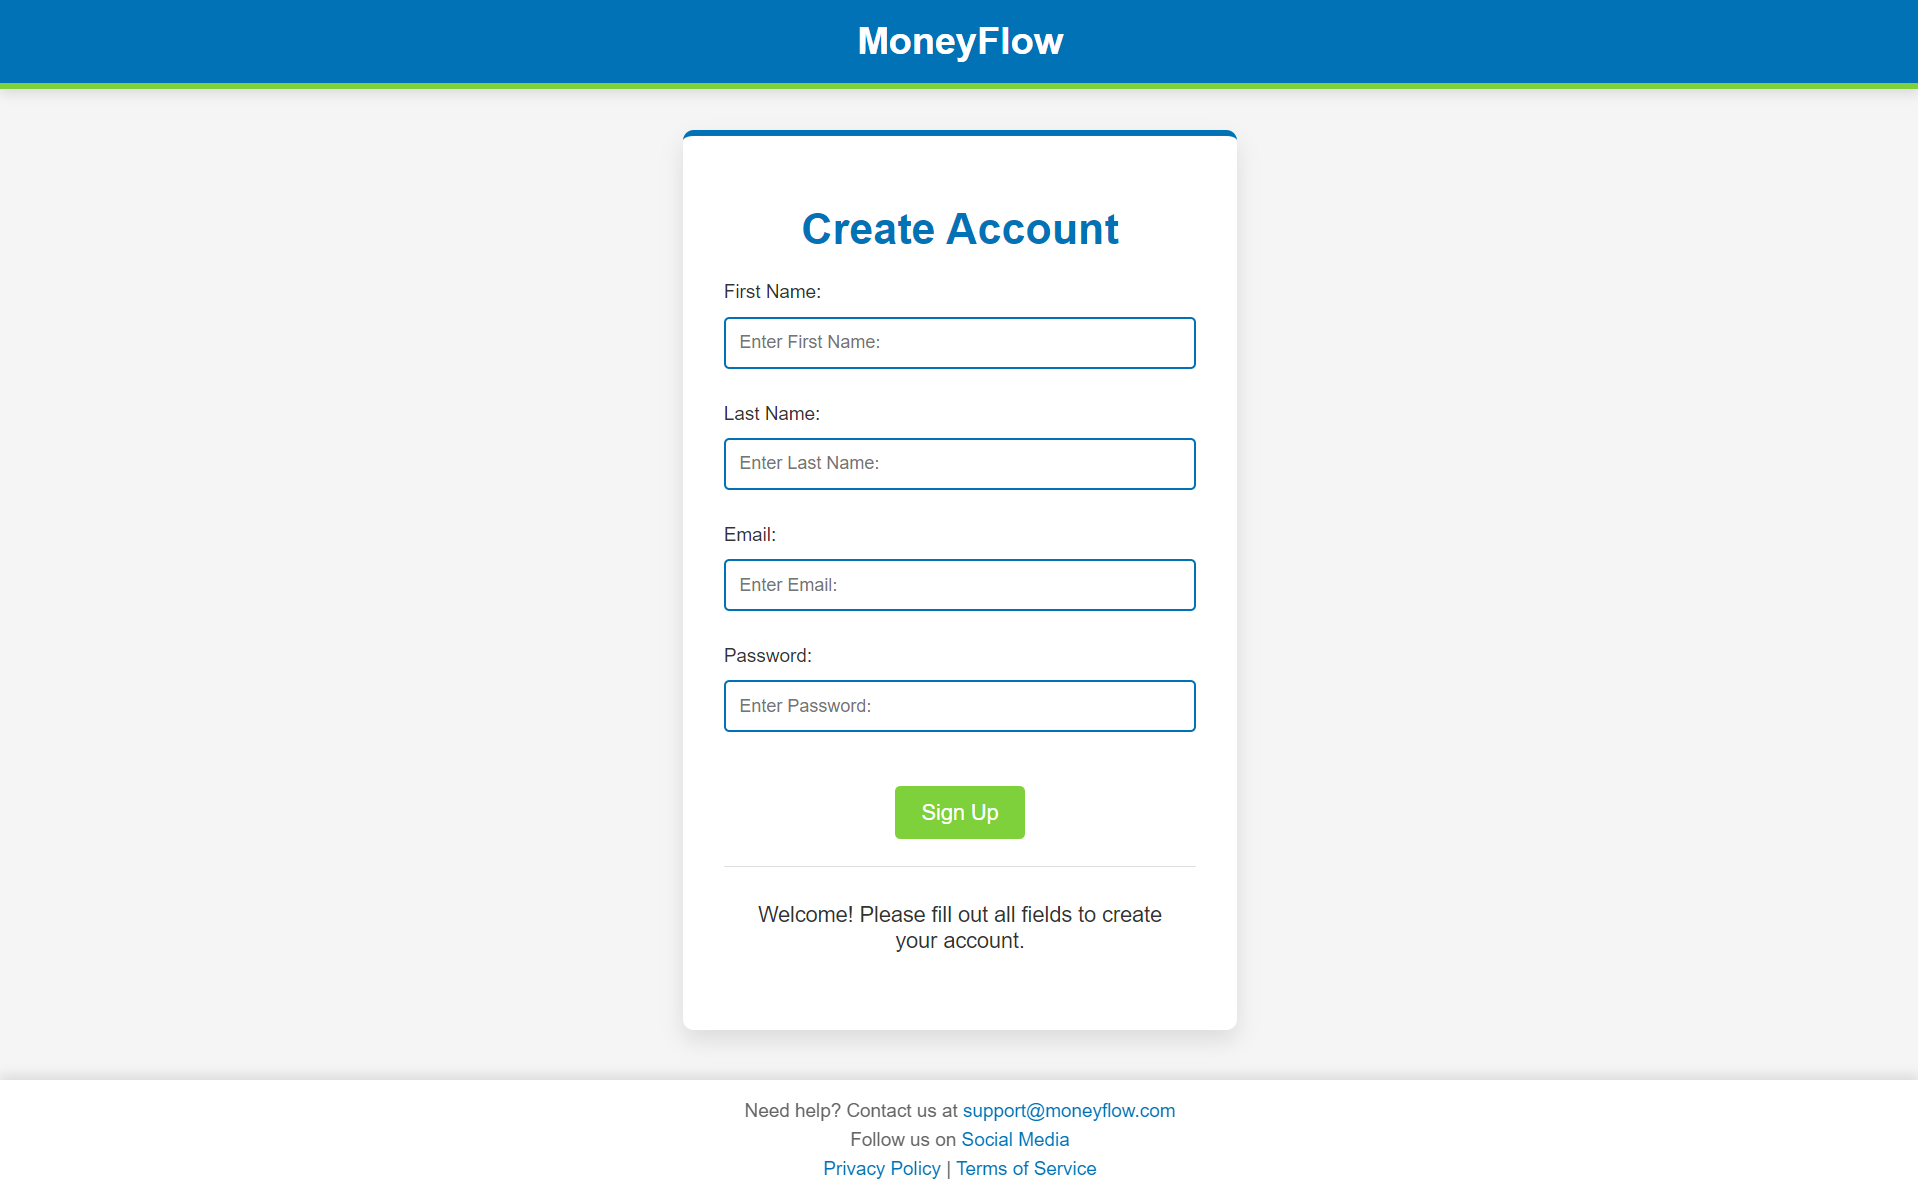 MoneyFlow
Create Account
First Name:
Enter First Name:
Last Name:
Enter Last Name:
Email:
Enter Email:
Password:
Enter Password:
Sign Up
Welcome! Please fill out all fields to create
your account.
Need help? Contact us at support@moneyflow.com
Follow us on Social Media
Privacy Policy | Terms of Service